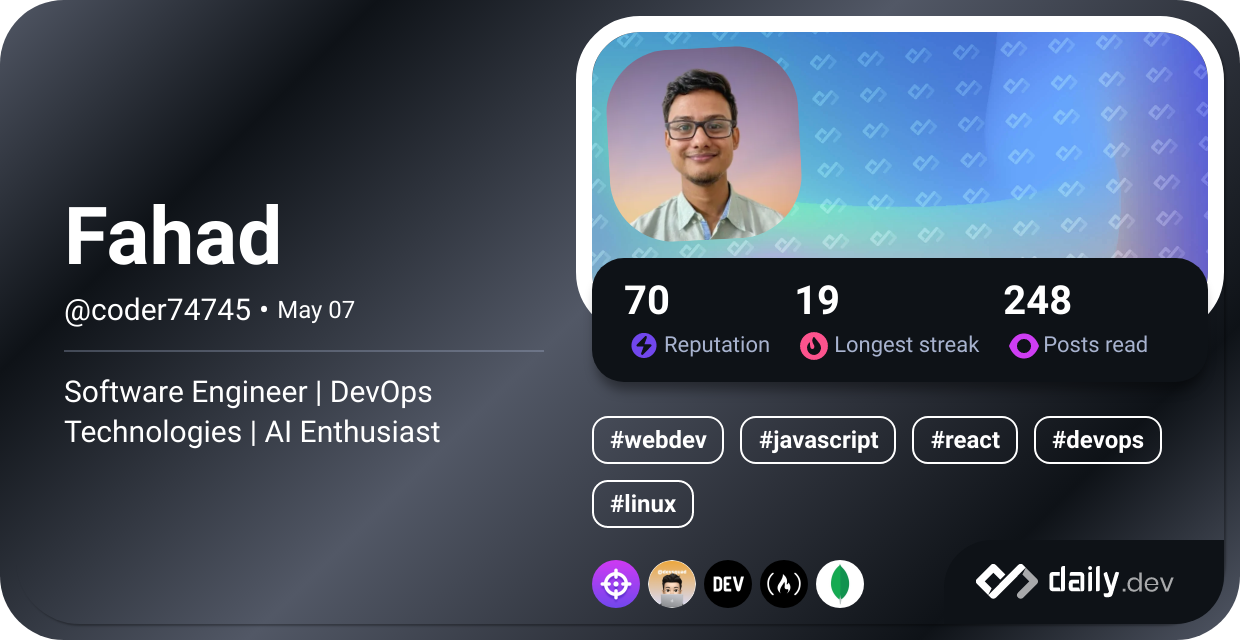 Fahad
@coder74745 • May 07
Software Engineer | DevOps
Technologies | AI Enthusiast
70 19 248
Reputation Longest streak Posts read
#webdev #javascript #react #devops
#linux
DEV
daily.dev